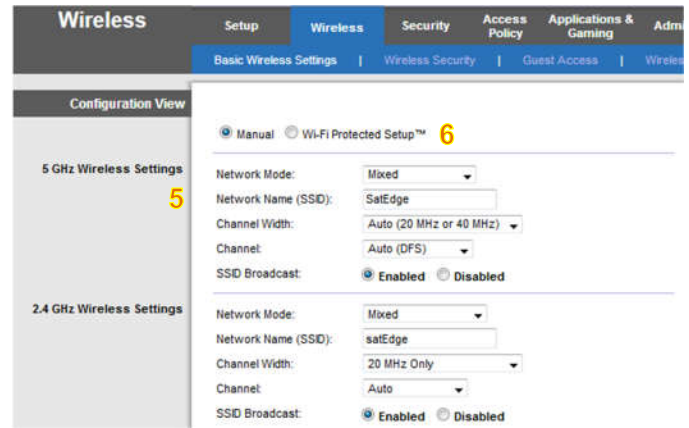 Wireless
Setup Wireless Security Access Policy Applications & Gaming
Basic Wireless Settings | Wireless Security | Guest Access |
Configuration View
Manual Wi-Fi Protected Setup™ 6
5 GHz Wireless Settings
5
Network Mode: Mixed
Network Name (SSID): SatEdge
Channel Width: Auto (20 MHz or 40 MHz)
Channel: Auto (DFS)
SSID Broadcast: Enabled Disabled
2.4 GHz Wireless Settings
Network Mode: Mixed
Network Name (SSID): satEdge
Channel Width: 20 MHz Only
Channel: Auto
SSID Broadcast: Enabled Disabled